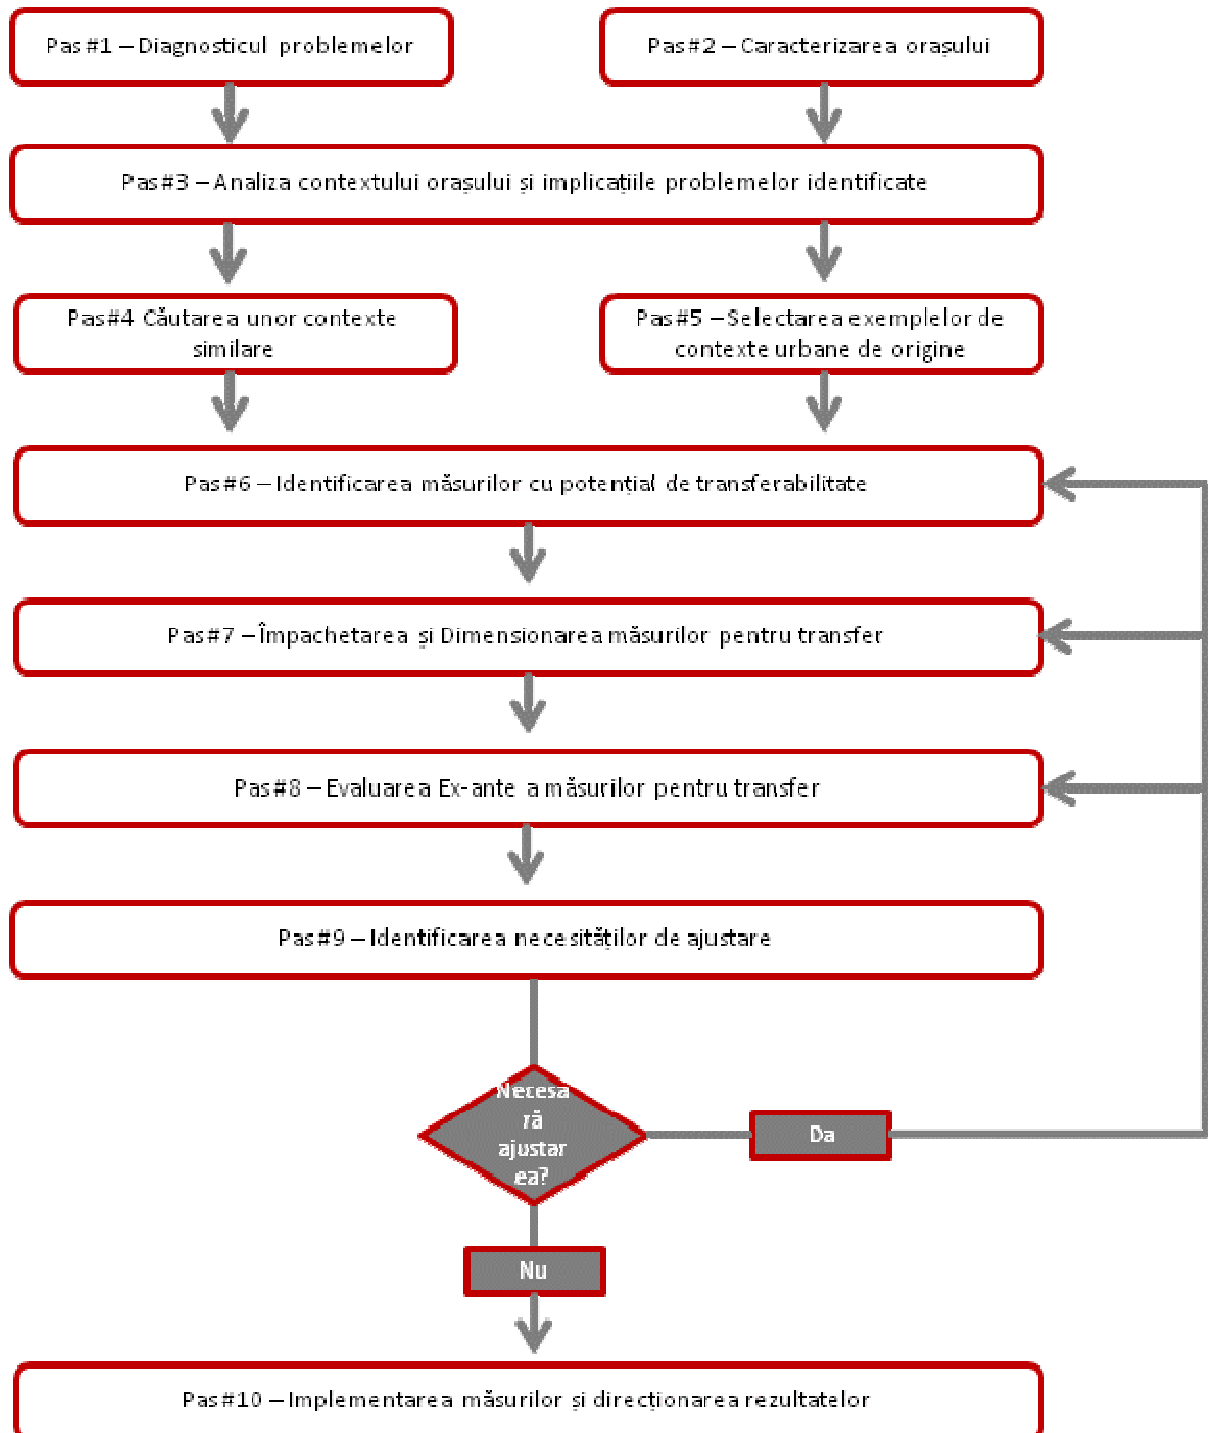 Pas #1 – Diagnosticul problemelor
Pas #2 – Caracterizarea orașului
Pas #3 – Analiza contextului orașului și implicațiile problemelor identificate
Pas #4 Căutarea unor contexte
similare
Pas #5 – Selectarea exemplelor de
contexte urbane de origine
Pas #6 – Identificarea măsurilor cu potențial de transferabilitate
Pas #7 – Împachetarea și Dimensionarea măsurilor pentru transfer
Pas #8 – Evaluarea Ex-ante a măsurilor pentru transfer
Pas #9 – Identificarea necesităților de ajustare
Necesa
ră
ajustar
ea?
Da
Nu
Pas #10 – Implementarea măsurilor și direcționarea rezultatelor